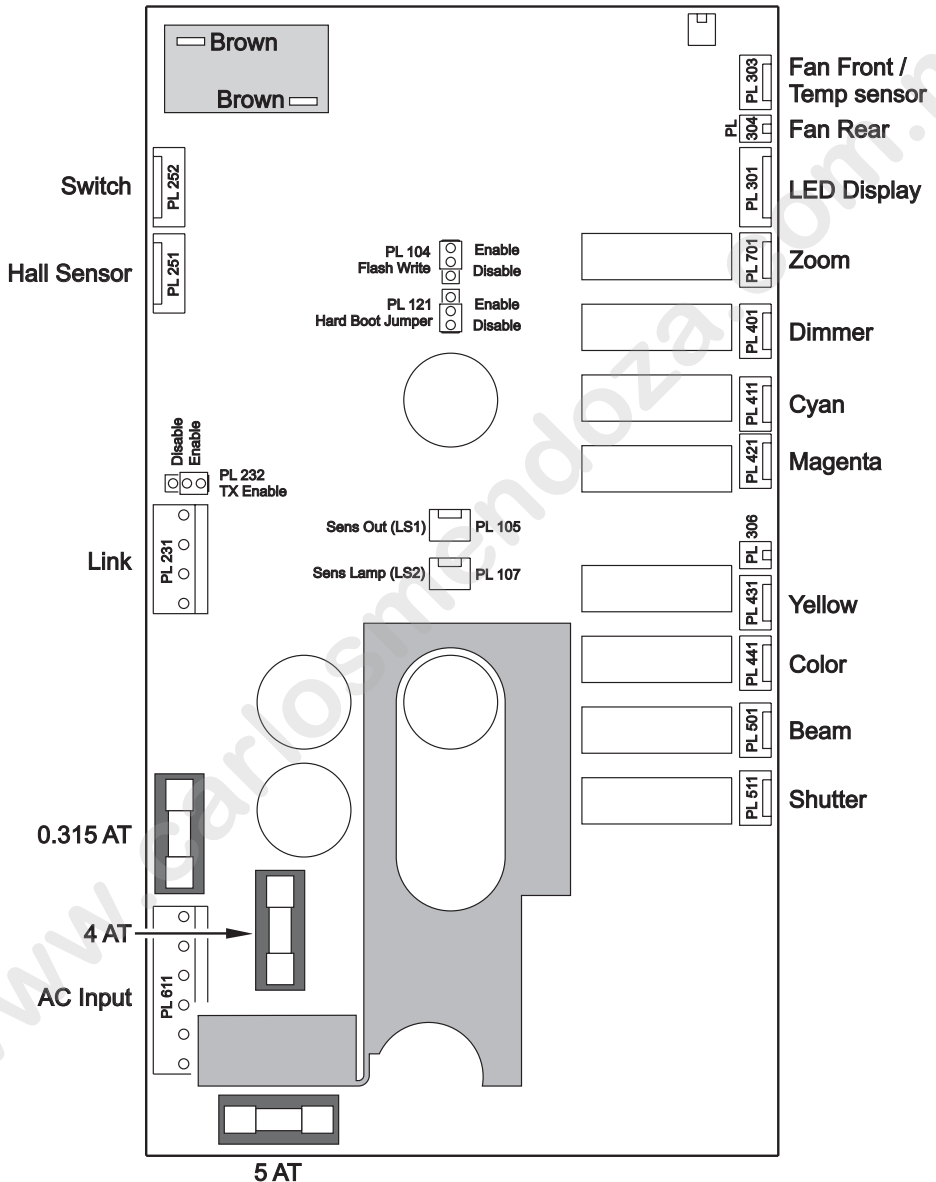 Brown
Brown
PL 303
Fan Front /
Temp sensor
PL
304
Fan Rear
Switch
PL 252
PL 301
LED Display
Hall Sensor
PL 251
PL 104
Flash Write
Enable
Disable
PL 701
Zoom
PL 121
Hard Boot Jumper
Enable
Disable
PL 401
Dimmer
PL 411
Cyan
Disable
Enable
PL 421
Magenta
PL 232
TX Enable
Sens Out (LS1)
PL 105
PL 306
Link
PL 231
Sens Lamp (LS2)
PL 107
PL 431
Yellow
PL 441
Color
PL 501
Beam
PL 511
Shutter
0.315 AT
4 AT
AC Input
PL 611
5 AT
www.carlosmendoza.com.